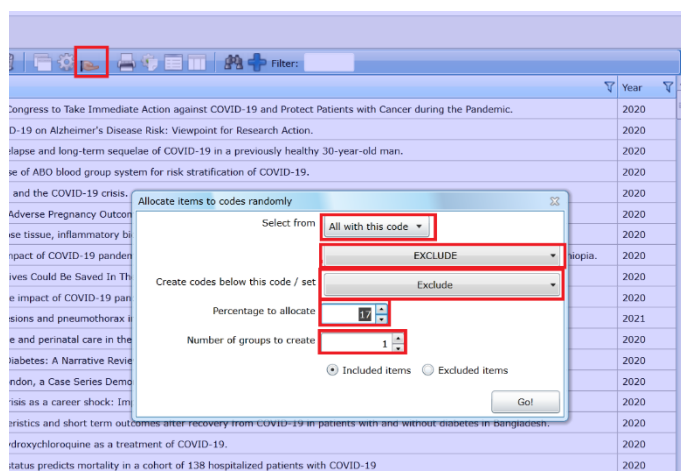 Filter:
Year
Congress to Take Immediate Action against COVID-19 and Protect Patients with Cancer during the Pandemic. 2020
D-19 on Alzheimer's Disease Risk: Viewpoint for Research Action. 2020
elapse and long-term sequelae of COVID-19 in a previously healthy 30-year-old man. 2020
se of ABO blood group system for risk stratification of COVID-19. 2020
and the COVID-19 crisis. 2020
Adverse Pregnancy Outcon 2020
ose tissue, inflammatory bi 2020
npact of COVID-19 panden hiopia. 2020
ives Could Be Saved In Th 2020
e impact of COVID-19 pan 2020
sions and pneumothorax i 2021
e and perinatal care in the 2020
Diabetes: A Narrative Revie 2020
ndon, a Case Series Demo 2020
risis as a career shock: Im 2020
eristics and short term outcomes after recovery from COVID-19 in patients with and without diabetes in Bangladesh. 2020
ydroxychloroquine as a treatment of COVID-19. 2020
status predicts mortality in a cohort of 138 hospitalized patients with COVID-19 2020
Allocate items to codes randomly
Select from All with this code
EXCLUDE
Create codes below this code / set Exclude
Percentage to allocate 17
Number of groups to create 1
Included items Excluded items
Go!